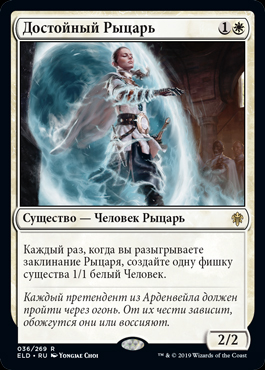 Достойный Рыцарь 1
Существо — Человек Рыцарь
Каждый раз, когда вы разыгрываете
заклинание Рыцаря, создайте одну фишку
существа 1/1 белый Человек.
Каждый претендент из Арденвейла должен
пройти через огонь. От их чести зависит,
обожгутся они или воссияют.
2/2
036/269 R
ELD • RU Yongjae Choi
™ & © 2019 Wizards of the Coast